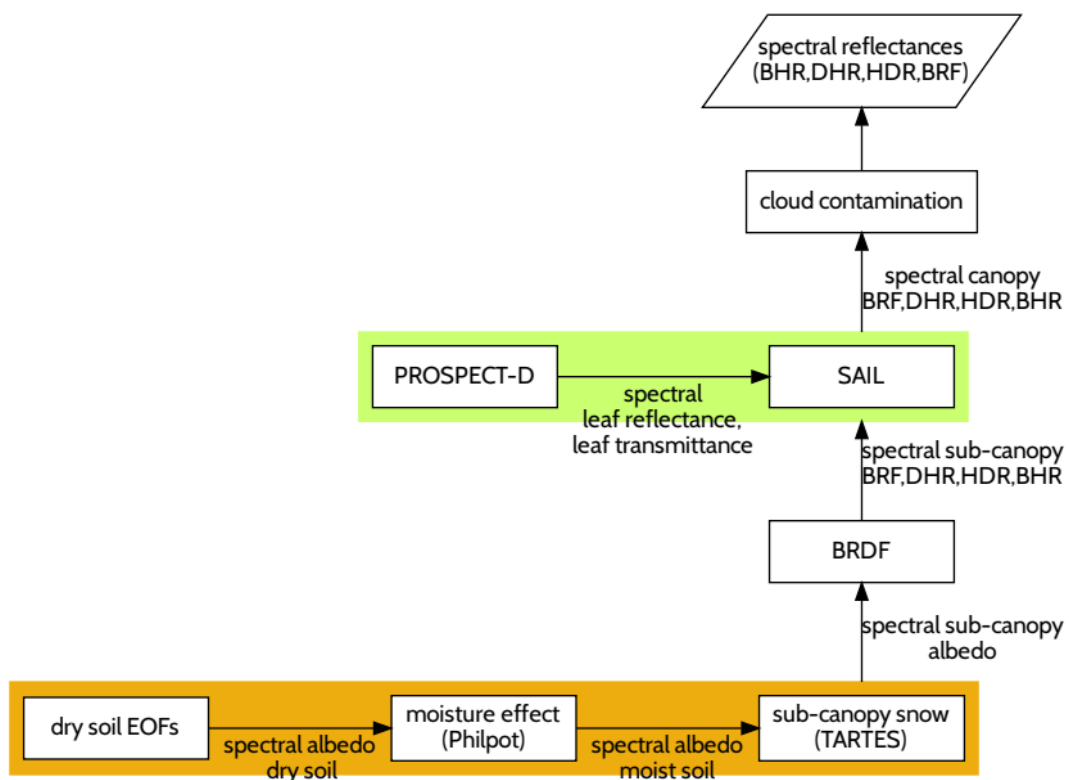 spectral reflectances
(BHR,DHR,HDR,BRF)
cloud contamination
spectral canopy
BRF,DHR,HDR,BHR
PROSPECT-D
SAIL
spectral
leaf reflectance,
leaf transmittance
spectral sub-canopy
BRF,DHR,HDR,BHR
BRDF
spectral sub-canopy
albedo
dry soil EOFs
spectral albedo
dry soil
moisture effect
(Philpot)
spectral albedo
moist soil
sub-canopy snow
(TARTES)